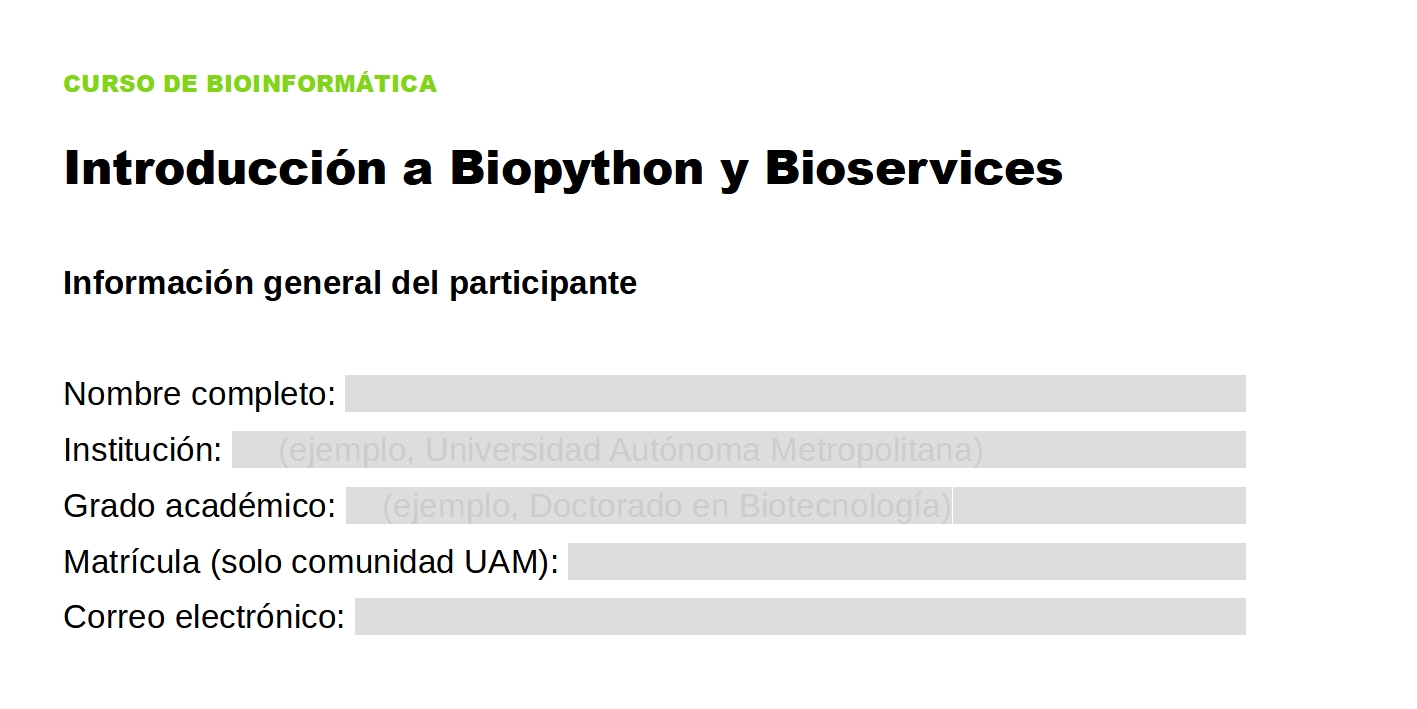 CURSO DE BIOINFORMÁTICA
Introducción a Biopython y Bioservices
Información general del participante
Nombre completo:
Institución: (ejemplo, Universidad Autónoma Metropolitana)
Grado académico: (ejemplo, Doctorado en Biotecnología)
Matrícula (solo comunidad UAM):
Correo electrónico: